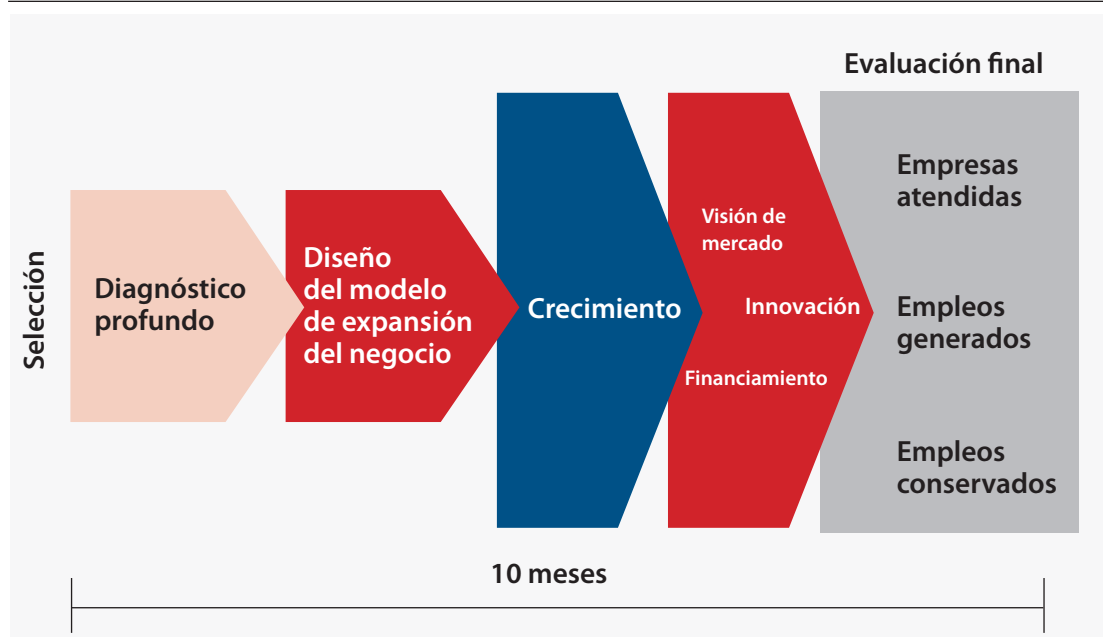 Selección
Diagnóstico
profundo
Diseño
del modelo
de expansión
del negocio
Crecimiento
Visión de
mercado
Innovación
Financiamiento
Evaluación final
Empresas
atendidas
Empleos
generados
Empleos
conservados
10 meses